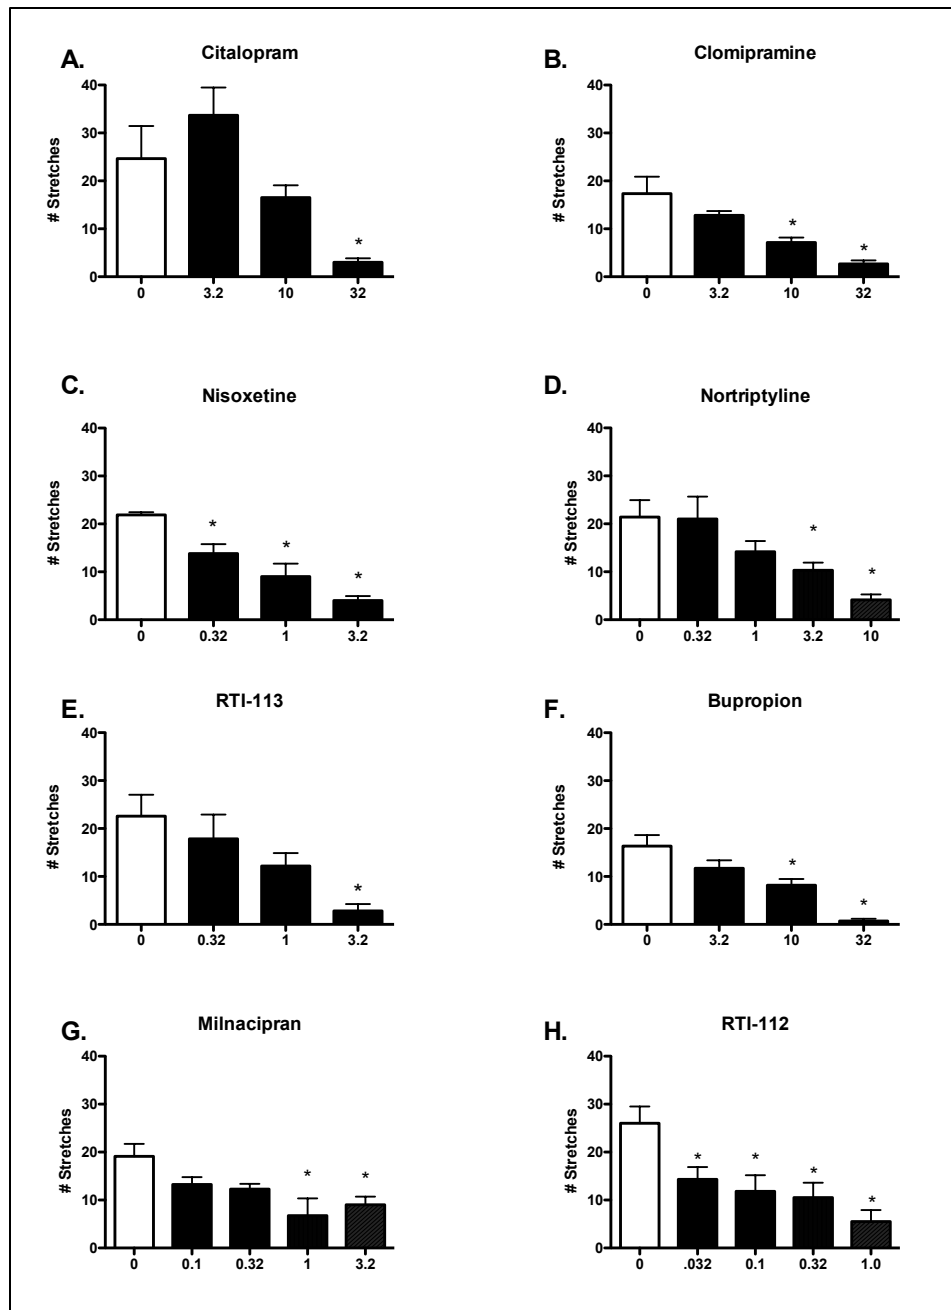 A.
Citalopram
# Stretches
40
30
20
10
0
*
0 3.2 10 32
B.
Clomipramine
# Stretches
40
30
20
10
0
*
*
0 3.2 10 32
C.
Nisoxetine
# Stretches
40
30
20
10
0
*
*
*
0 0.32 1 3.2
D.
Nortriptyline
# Stretches
40
30
20
10
0
*
*
0 0.32 1 3.2 10
E.
RTI-113
# Stretches
40
30
20
10
0
*
0 0.32 1 3.2
F.
Bupropion
# Stretches
40
30
20
10
0
*
*
0 3.2 10 32
G.
Milnacipran
# Stretches
40
30
20
10
0
* *
0 0.1 0.32 1 3.2
H.
RTI-112
# Stretches
40
30
20
10
0
* *
*
*
0 .032 0.1 0.32 1.0